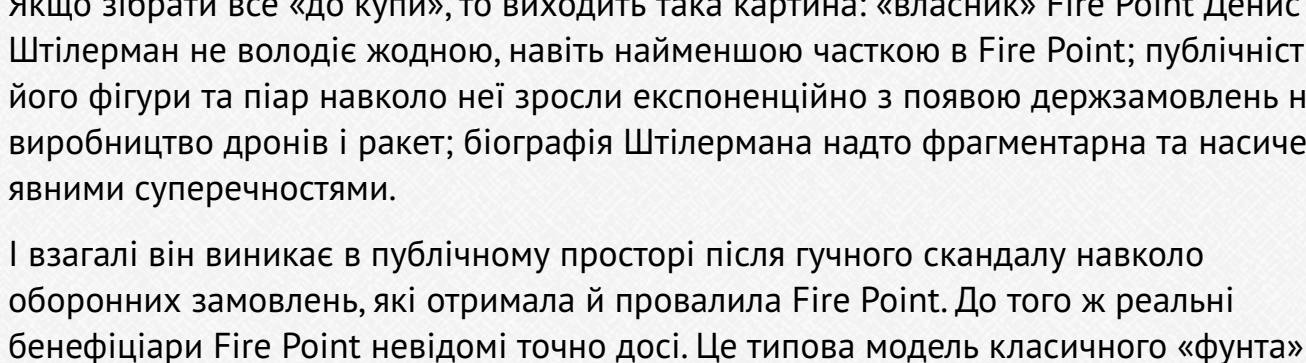 Якщо зібрати все «до купи», то виходить така картина: «власник» Fire Point Денис
Штілерман не володіє жодною, навіть найменшою часткою в Fire Point; публічніст
його фігури та піар навколо неї зросли експоненційно з появою держзамовлень н
виробництво дронів і ракет; біографія Штілермана надто фрагментарна та насиче
явними суперечностями.
І взагалі він виникає в публічному просторі після гучного скандалу навколо
оборонних замовлень, які отримала й провалила Fire Point. До того ж реальні
бенефіціари Fire Point невідомі точно досі. Це типова модель класичного «фунта»